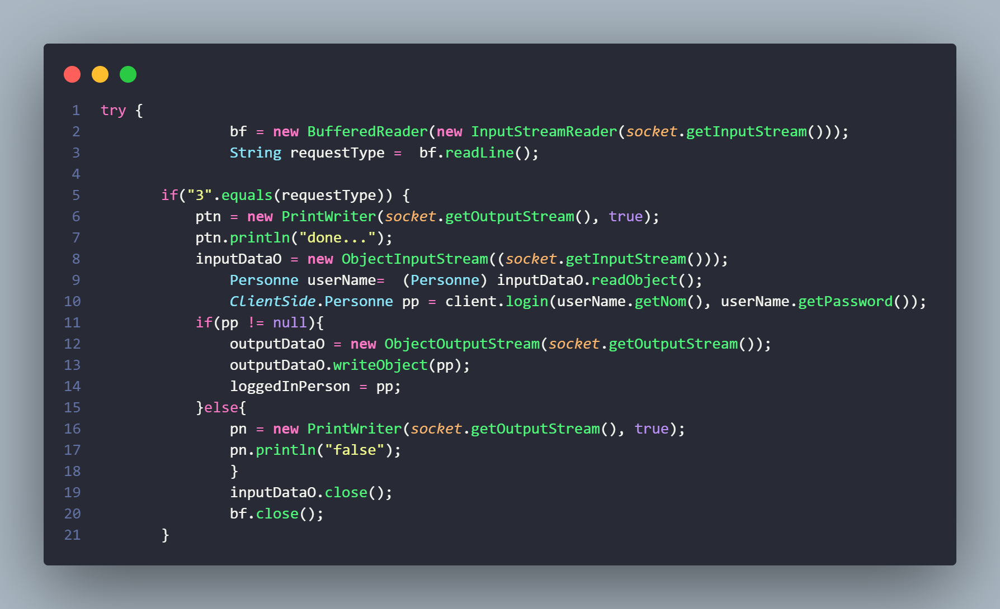 1 try {
2 bf = new BufferedReader(new InputStreamReader(socket.getInputStream()));
3 String requestType =  bf.readLine();
4
5 if("3".equals(requestType)) {
6 ptn = new PrintWriter(socket.getOutputStream(), true);
7 ptn.println("done...");
8 inputDataO = new ObjectInputStream((socket.getInputStream()));
9 Personne userName=  (Personne) inputDataO.readObject();
10 ClientSide.Personne pp = client.login(userName.getNom(), userName.getPassword());
11 if(pp != null){
12 outputDataO = new ObjectOutputStream(socket.getOutputStream());
13 outputDataO.writeObject(pp);
14 loggedInPerson = pp;
15 }else{
16 pn = new PrintWriter(socket.getOutputStream(), true);
17 pn.println("false");
18 }
19 inputDataO.close();
20 bf.close();
21 }